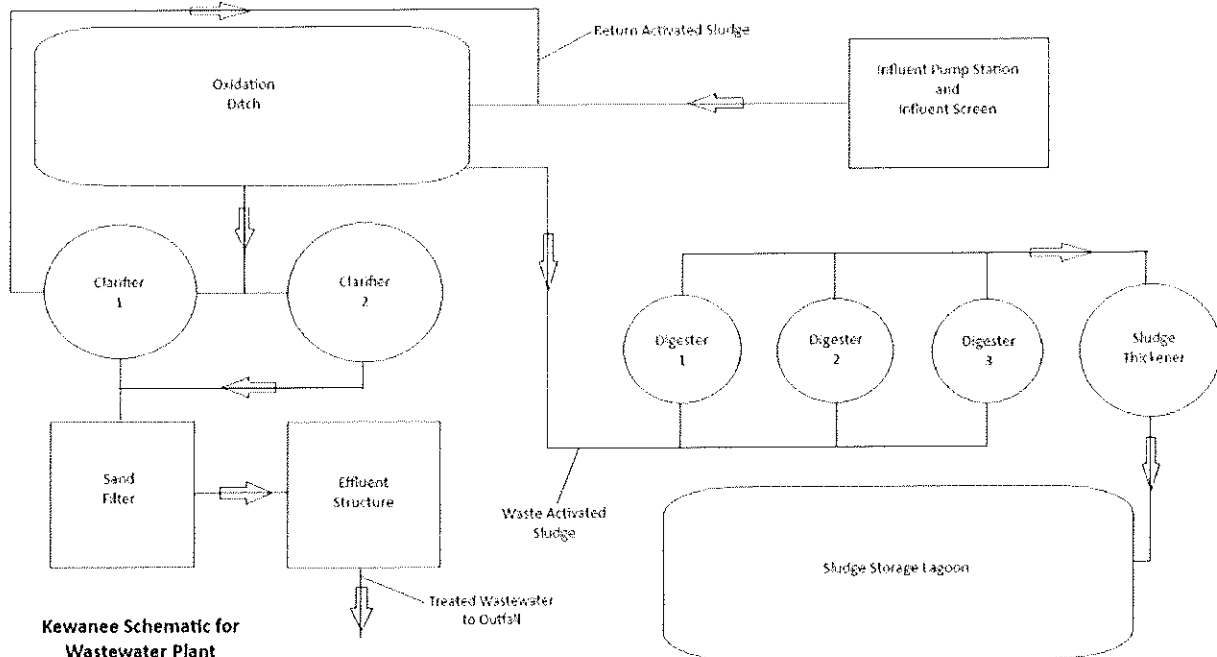 Return Activated Sludge
Oxidation
Ditch
Influent Pump Station
and
Influent Screen
Clarifier
1
Clarifier
2
Digester
1
Digester
2
Digester
3
Sludge
Thickener
Sand
Filter
Effluent
Structure
Waste Activated
Sludge
Sludge Storage Lagoon
Treated Wastewater
to Outfall
Kewanee Schematic for
Wastewater Plant